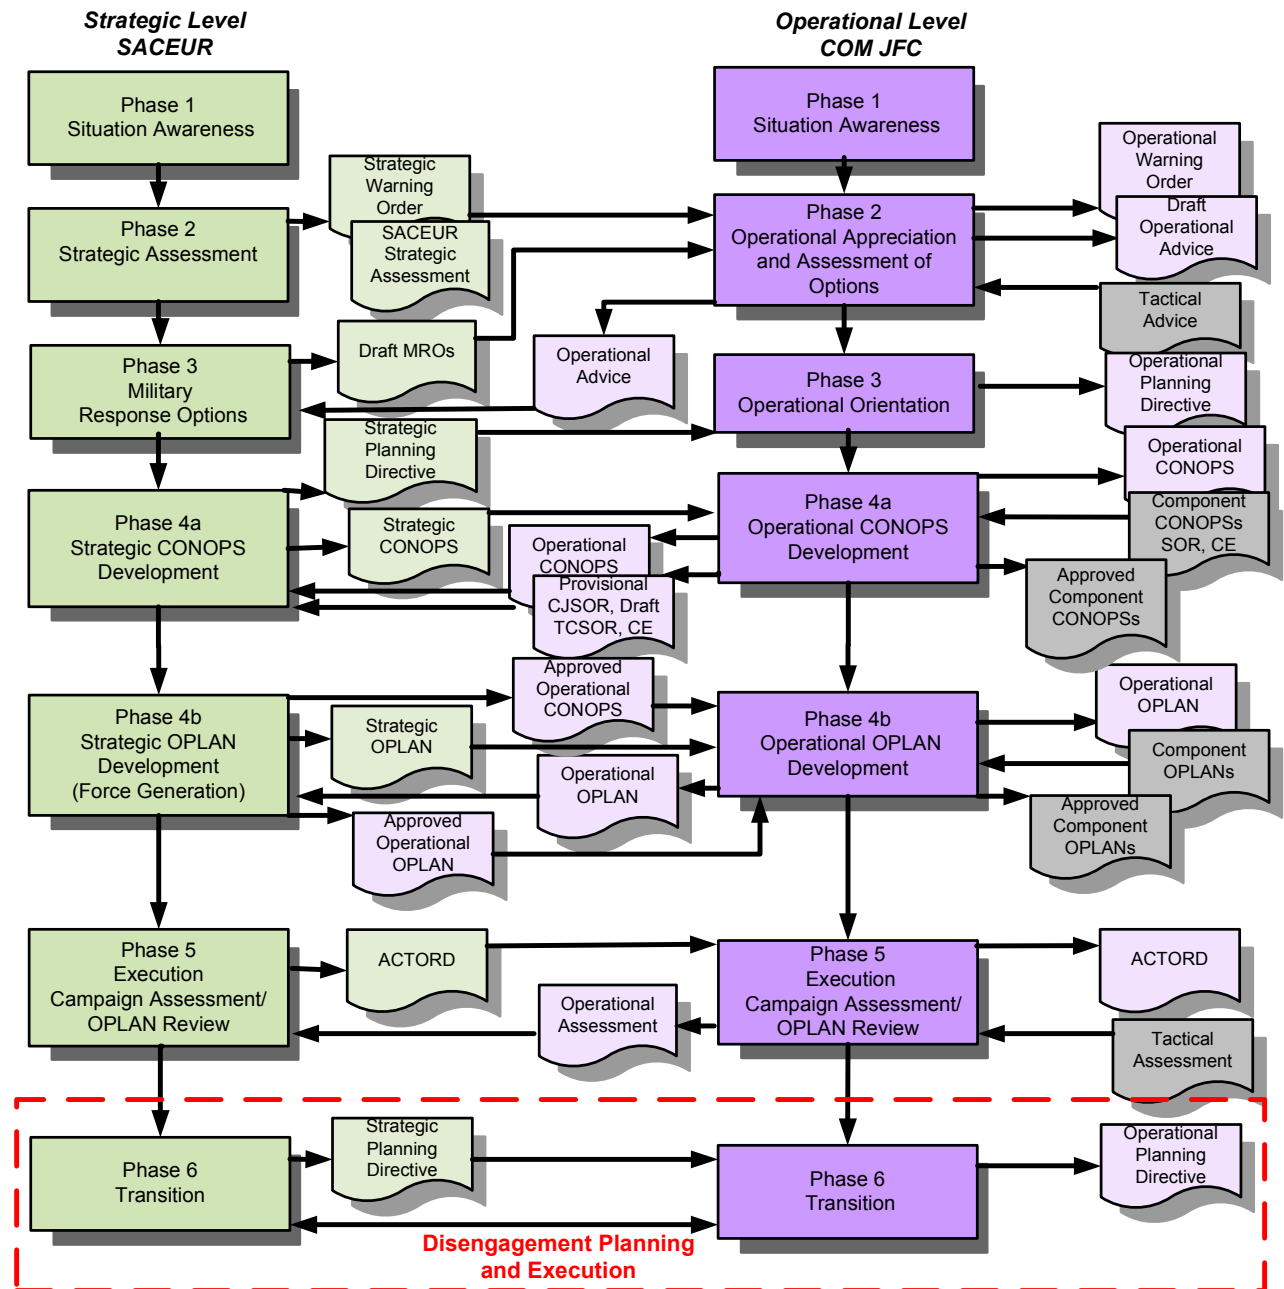 Strategic Level
SACEUR
Operational Level
COM JFC
Phase 1
Situation Awareness
Phase 1
Situation Awareness
Strategic
Warning
Order
Operational
Warning
Order
Phase 2
Strategic Assessment
SACEUR
Strategic
Assessment
Phase 2
Operational Appreciation
and Assessment of
Options
Draft
Operational
Advice
Tactical
Advice
Phase 3
Military
Response Options
Draft MROs
Operational
Advice
Phase 3
Operational Orientation
Operational
Planning
Directive
Strategic
Planning
Directive
Operational
CONOPS
Phase 4a
Strategic CONOPS
Development
Strategic
CONOPS
Operational
CONOPS
Provisional
CJSOR, Draft
TCSOR, CE
Phase 4a
Operational CONOPS
Development
Component
CONOPSs
SOR, CE
Approved
Component
CONOPSs
Approved
Operational
CONOPS
Phase 4b
Strategic OPLAN
Development
(Force Generation)
Strategic
OPLAN
Operational
OPLAN
Phase 4b
Operational OPLAN
Development
Operational
OPLAN
Component
OPLANs
Approved
Operational
OPLAN
Approved
Component
OPLANs
Phase 5
Execution
Campaign Assessment/
OPLAN Review
ACTORD
Operational
Assessment
Phase 5
Execution
Campaign Assessment/
OPLAN Review
ACTORD
Tactical
Assessment
Phase 6
Transition
Strategic
Planning
Directive
Phase 6
Transition
Operational
Planning
Directive
Disengagement Planning
and Execution